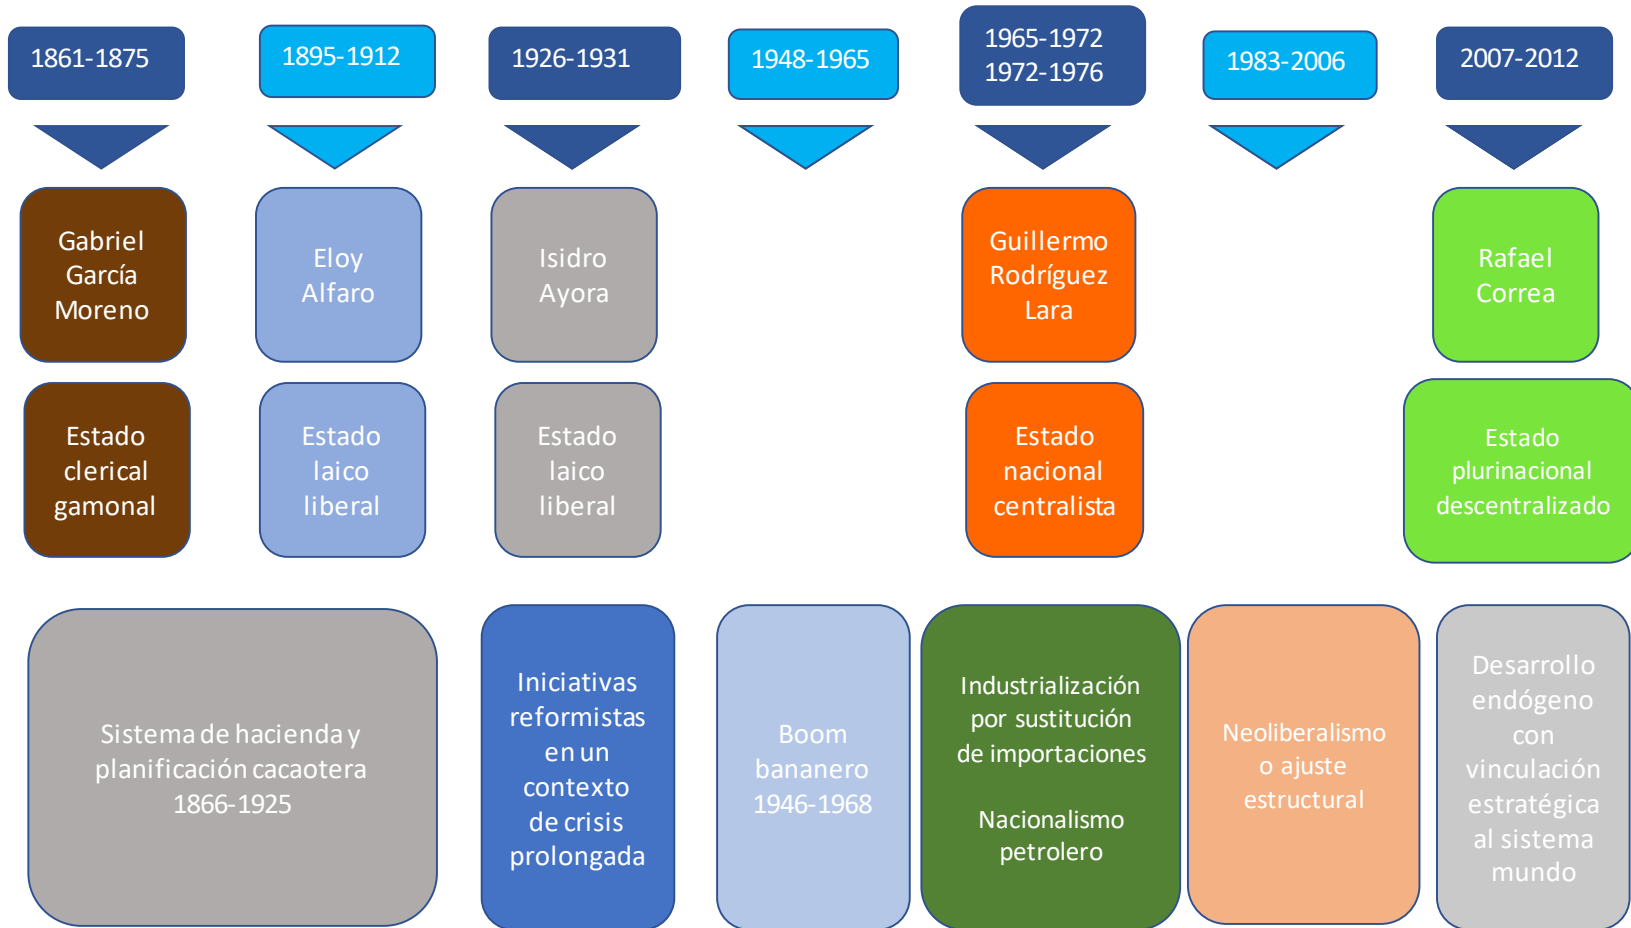 1861-1875
1895-1912
1926-1931
1948-1965
1965-1972
1972-1976
1983-2006
2007-2012
Gabriel
García
Moreno
Eloy
Alfaro
Isidro
Ayora
Guillermo
Rodríguez
Lara
Rafael
Correa
Estado
clerical
gamonal
Estado
laico
liberal
Estado
laico
liberal
Estado
nacional
centralista
Estado
plurinacional
descentralizado
Sistema de hacienda y
planificación cacaotera
1866-1925
Iniciativas
reformistas
en un
contexto
de crisis
prolongada
Boom
bananero
1946-1968
Industrialización
por sustitución
de importaciones
Nacionalismo
petrolero
Neoliberalismo
o ajuste
estructural
Desarrollo
endógeno
con
vinculación
estratégica
al sistema
mundo